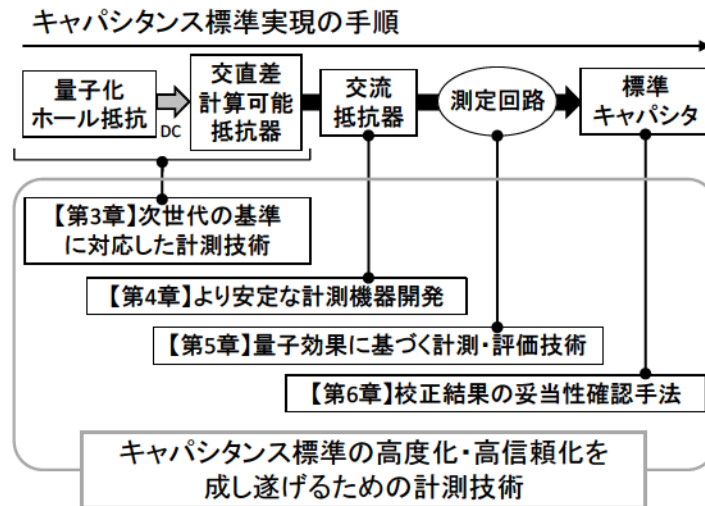 キャパシタンス標準実現の手順
量子化
ホール抵抗
DC
交直差
計算可能
抵抗器
交流
抵抗器
測定回路
標準
キャパシタ
【第3章】次世代の基準
に対応した計測技術
【第4章】より安定な計測機器開発
【第5章】量子効果に基づく計測・評価技術
【第6章】校正結果の妥当性確認手法
キャパシタンス標準の高度化・高信頼化を
成し遂げるための計測技術